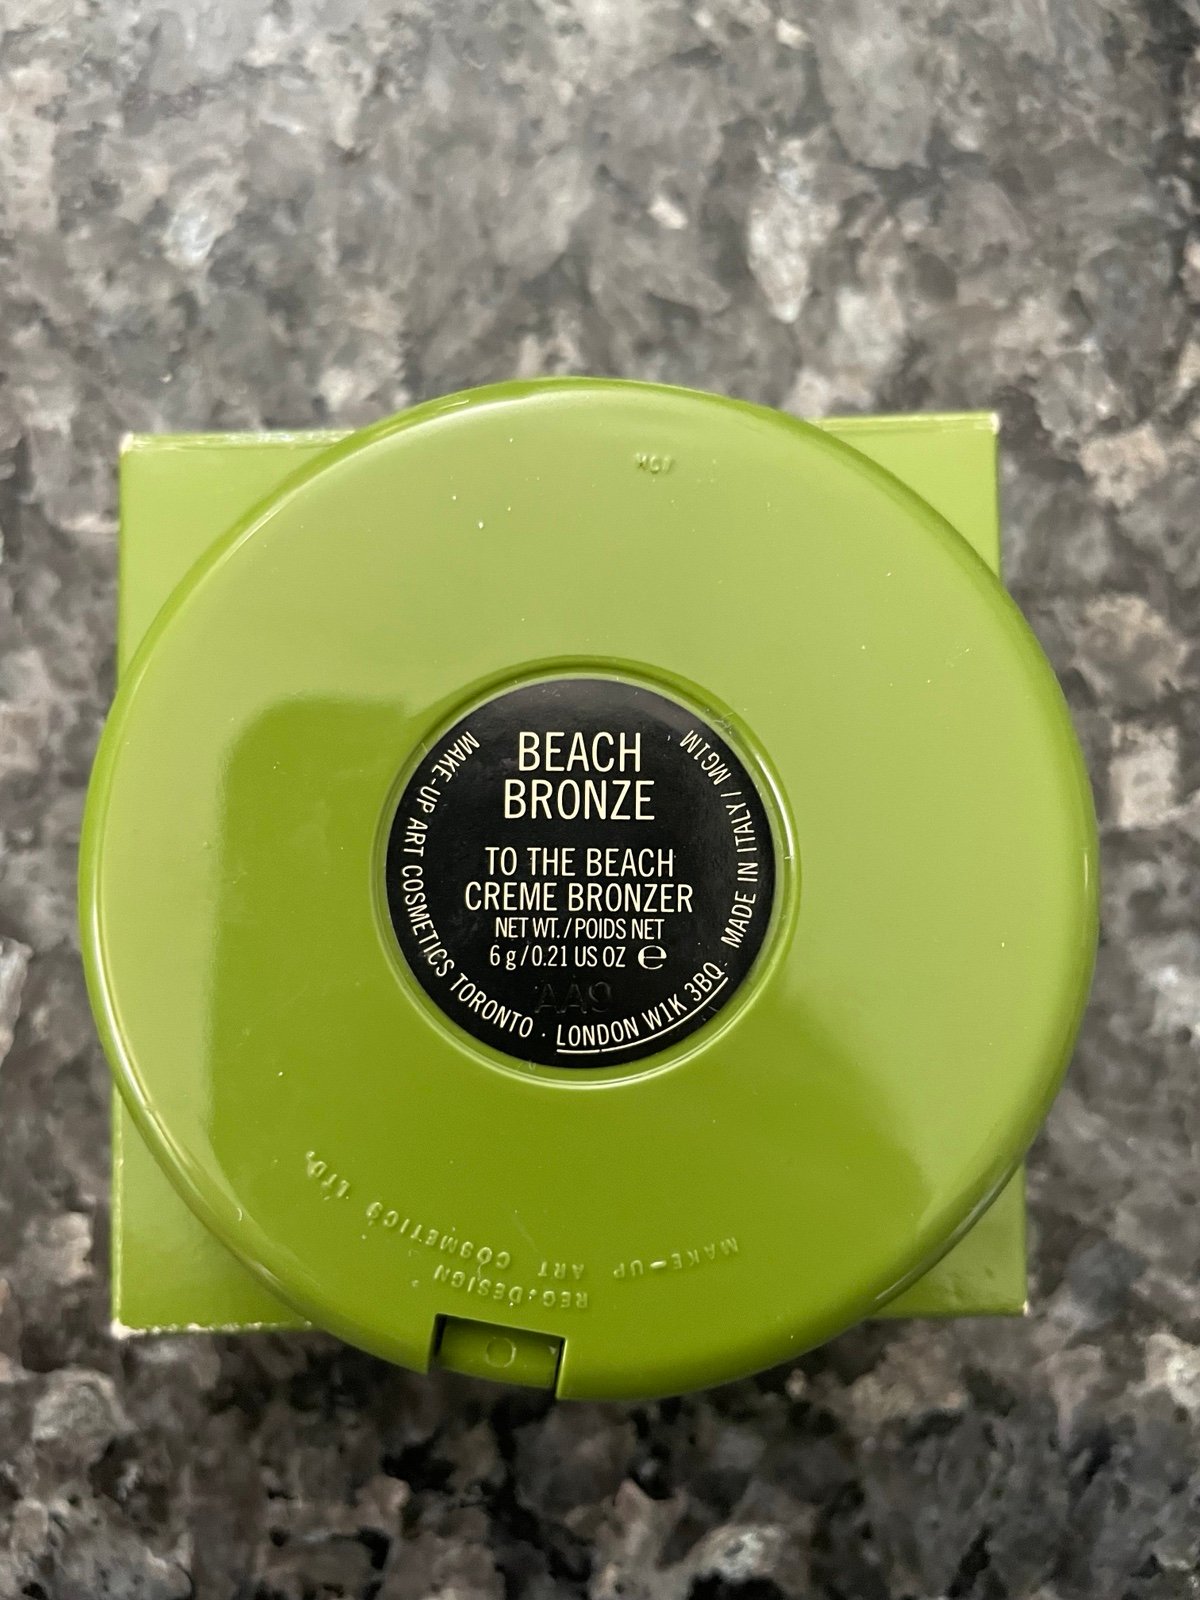 BEACH
BRONZE
TO THE BEACH
CREME BRONZER
NET WT./POIDS NET
6 g/0.21 US OZ e
MAKE-UP ART COSMETICS TORONTO · LONDON W1K 3BQ. MADE IN ITALY/ MG1M
AA9
MAKE-UP ART COSMETICS LTD.
REG. DESIGN